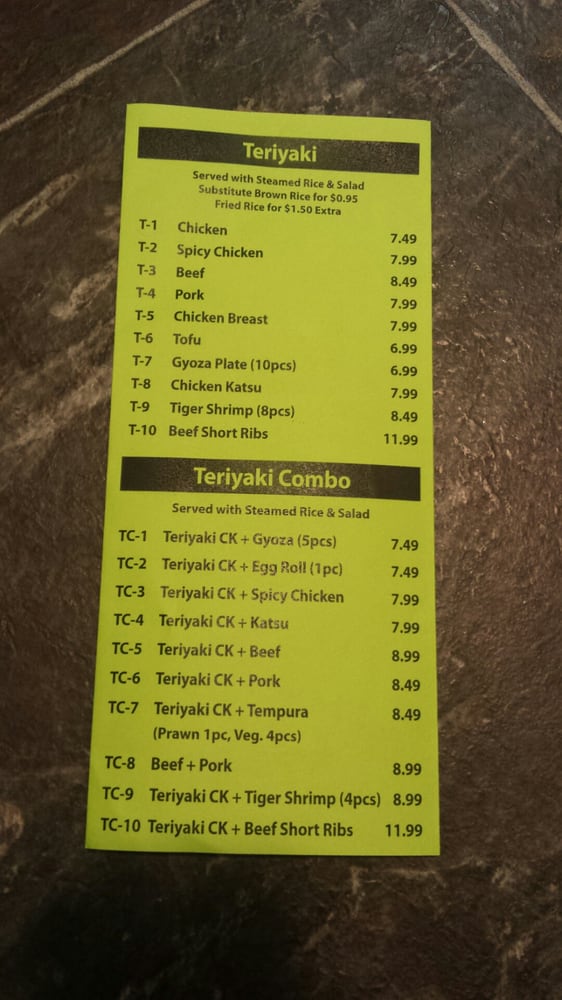 Teriyaki
Served with Steamed Rice & Salad
Substitute Brown Rice for $0.95
Fried Rice for $1.50 Extra
T-1 Chicken 7.49
T-2 Spicy Chicken 7.99
T-3 Beef 8.49
T-4 Pork 7.99
T-5 Chicken Breast 7.99
T-6 Tofu 6.99
T-7 Gyoza Plate (10pcs) 6.99
T-8 Chicken Katsu 7.99
T-9 Tiger Shrimp (8pcs) 8.49
T-10 Beef Short Ribs 11.99
Teriyaki Combo
Served with Steamed Rice & Salad
TC-1 Teriyaki CK + Gyoza (5pcs) 7.49
TC-2 Teriyaki CK + Egg Roll (1pc) 7.49
TC-3 Teriyaki CK + Spicy Chicken 7.99
TC-4 Teriyaki CK + Katsu 7.99
TC-5 Teriyaki CK + Beef 8.99
TC-6 Teriyaki CK + Pork 8.49
TC-7 Teriyaki CK + Tempura 8.49
(Prawn 1pc, Veg. 4pcs)
TC-8 Beef + Pork 8.99
TC-9 Teriyaki CK + Tiger Shrimp (4pcs) 8.99
TC-10 Teriyaki CK + Beef Short Ribs 11.99